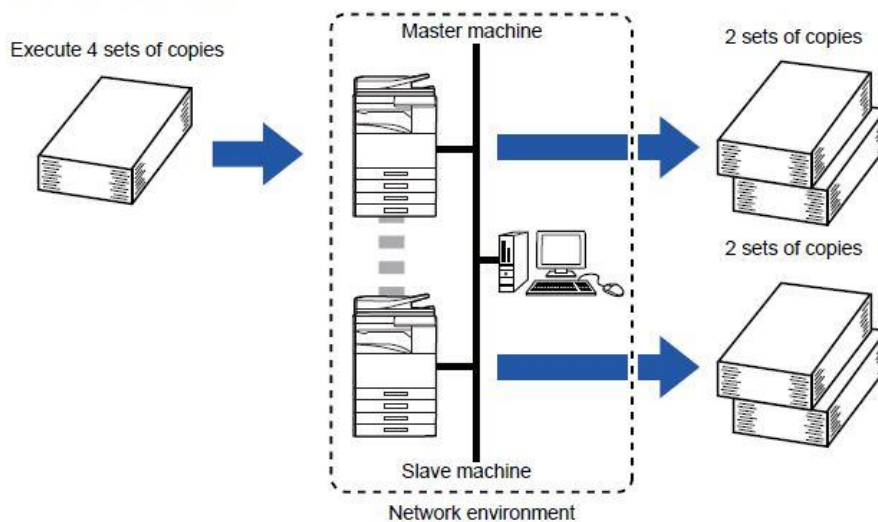 Execute 4 sets of copies
Master machine
2 sets of copies
2 sets of copies
Slave machine
Network environment